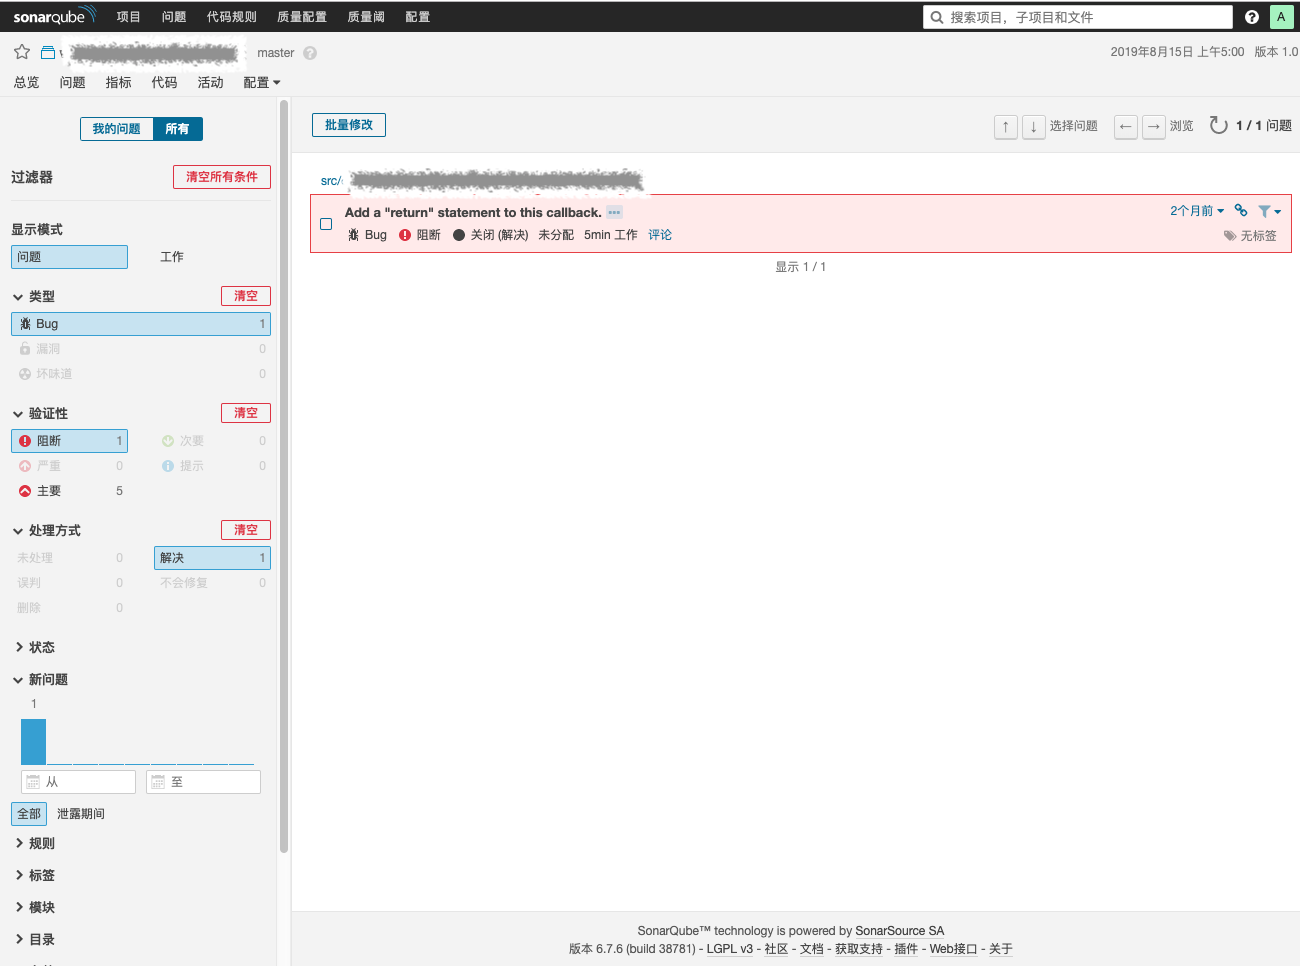 sonarqube 项目 问题 代码规则 质量配置 质量阈 配置 搜索项目，子项目和文件 A
master 2019年8月15日 上午5:00 版本 1.0
总览 问题 指标 代码 活动 配置
我的问题 所有
批量修改 ↑ ↓ 选择问题 ← → 浏览 1 / 1 问题
过滤器 清空所有条件
src/
Add a "return" statement to this callback. 2个月前
Bug 阻断 关闭 (解决) 未分配 5min 工作 评论 无标签
显示 1 / 1
显示模式
问题 工作
类型 清空
Bug 1
漏洞 0
坏味道 0
验证性 清空
阻断 1 次要 0
严重 0 提示 0
主要 5
处理方式 清空
未处理 0 解决 1
误判 0 不会修复 0
删除 0
状态
新问题
1
从 至
全部 泄露期间
规则
标签
模块
目录
SonarQube™ technology is powered by SonarSource SA
版本 6.7.6 (build 38781) - LGPL v3 - 社区 - 文档 - 获取支持 - 插件 - Web接口 - 关于